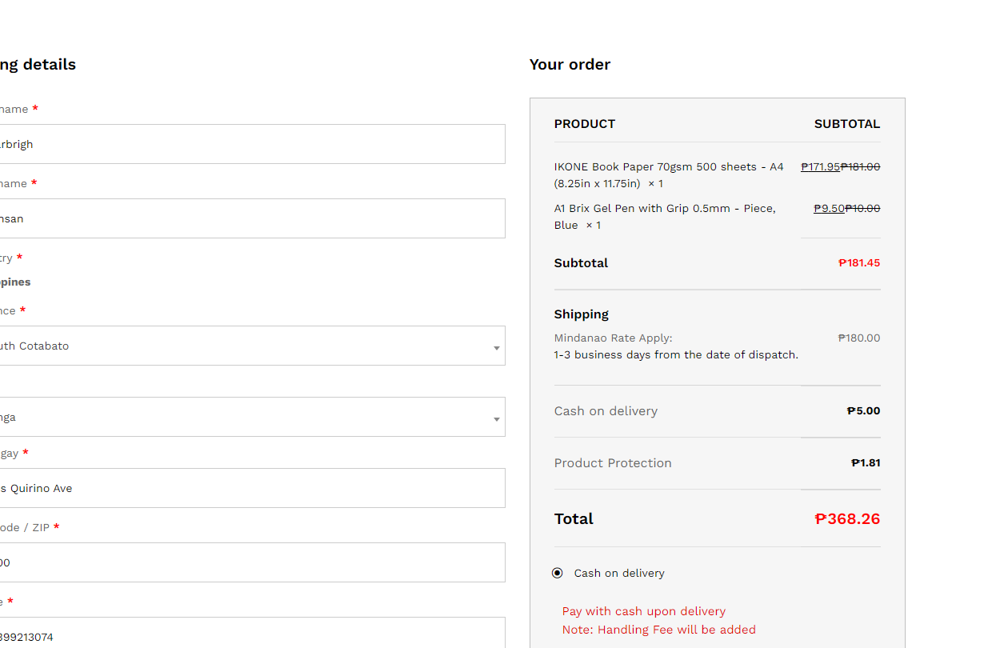 ng details
name *
rbrigh
name *
nsan
try *
pines
nce *
uth Cotabato
nga
gay *
s Quirino Ave
ode / ZIP *
00
e *
399213074
Your order
PRODUCT SUBTOTAL
IKONE Book Paper 70gsm 500 sheets - A4 ₱171.95₱181.00
(8.25in x 11.75in) × 1
A1 Brix Gel Pen with Grip 0.5mm - Piece, ₱9.50₱10.00
Blue × 1
Subtotal ₱181.45
Shipping
Mindanao Rate Apply: ₱180.00
1-3 business days from the date of dispatch.
Cash on delivery ₱5.00
Product Protection ₱1.81
Total ₱368.26
Cash on delivery
Pay with cash upon delivery
Note: Handling Fee will be added